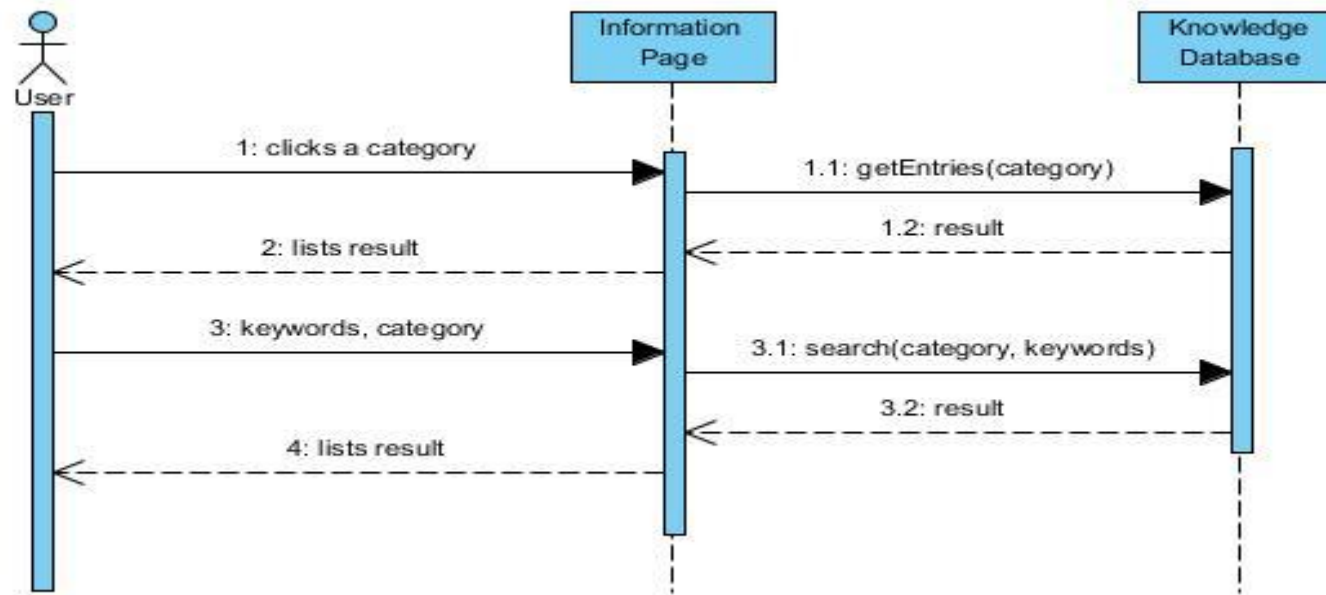 User
Information
Page
Knowledge
Database
1: clicks a category
1.1: getEntries(category)
1.2: result
2: lists result
3: keywords, category
3.1: search(category, keywords)
3.2: result
4: lists result